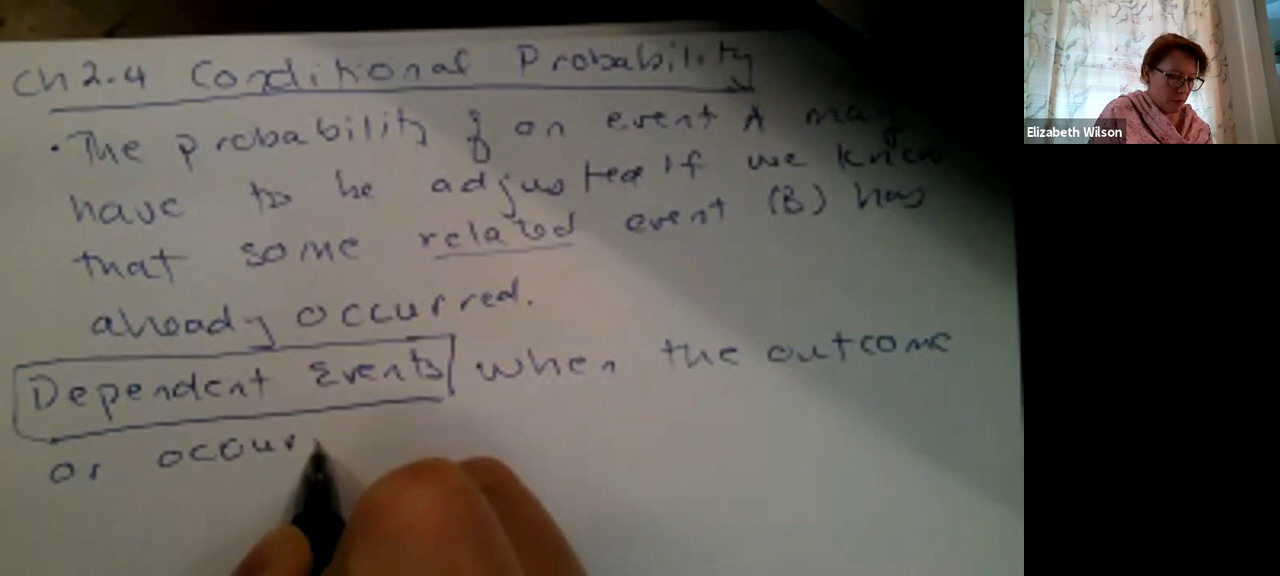 Ch 2.4 Conditional Probability
• The probability of an event A may
have to be adjusted if we know
that some related event (B) has
already occurred.
Dependent Events when the outcome
or occur
Elizabeth Wilson